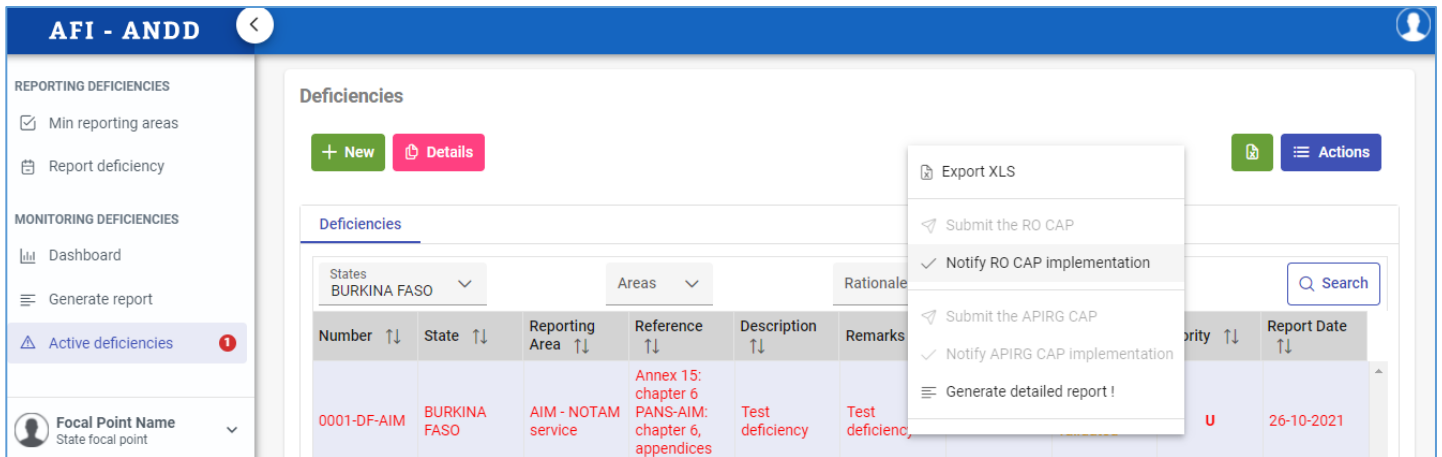 AFI - ANDD
REPORTING DEFICIENCIES
Min reporting areas
Report deficiency
MONITORING DEFICIENCIES
Dashboard
Generate report
Active deficiencies 1
Focal Point Name
State focal point
Deficiencies
+ New Details Actions
Export XLS
Submit the RO CAP
Notify RO CAP implementation
Submit the APIRG CAP
Notify APIRG CAP implementation
Generate detailed report !
Deficiencies
States
BURKINA FASO
Areas
Rationale
Search
Number
State
Reporting
Area
Reference
Description
Remarks
Report Date
0001-DF-AIM
BURKINA
FASO
AIM - NOTAM
service
Annex 15:
chapter 6
PANS-AIM:
chapter 6,
appendices
Test
deficiency
Test
deficiency
U
26-10-2021